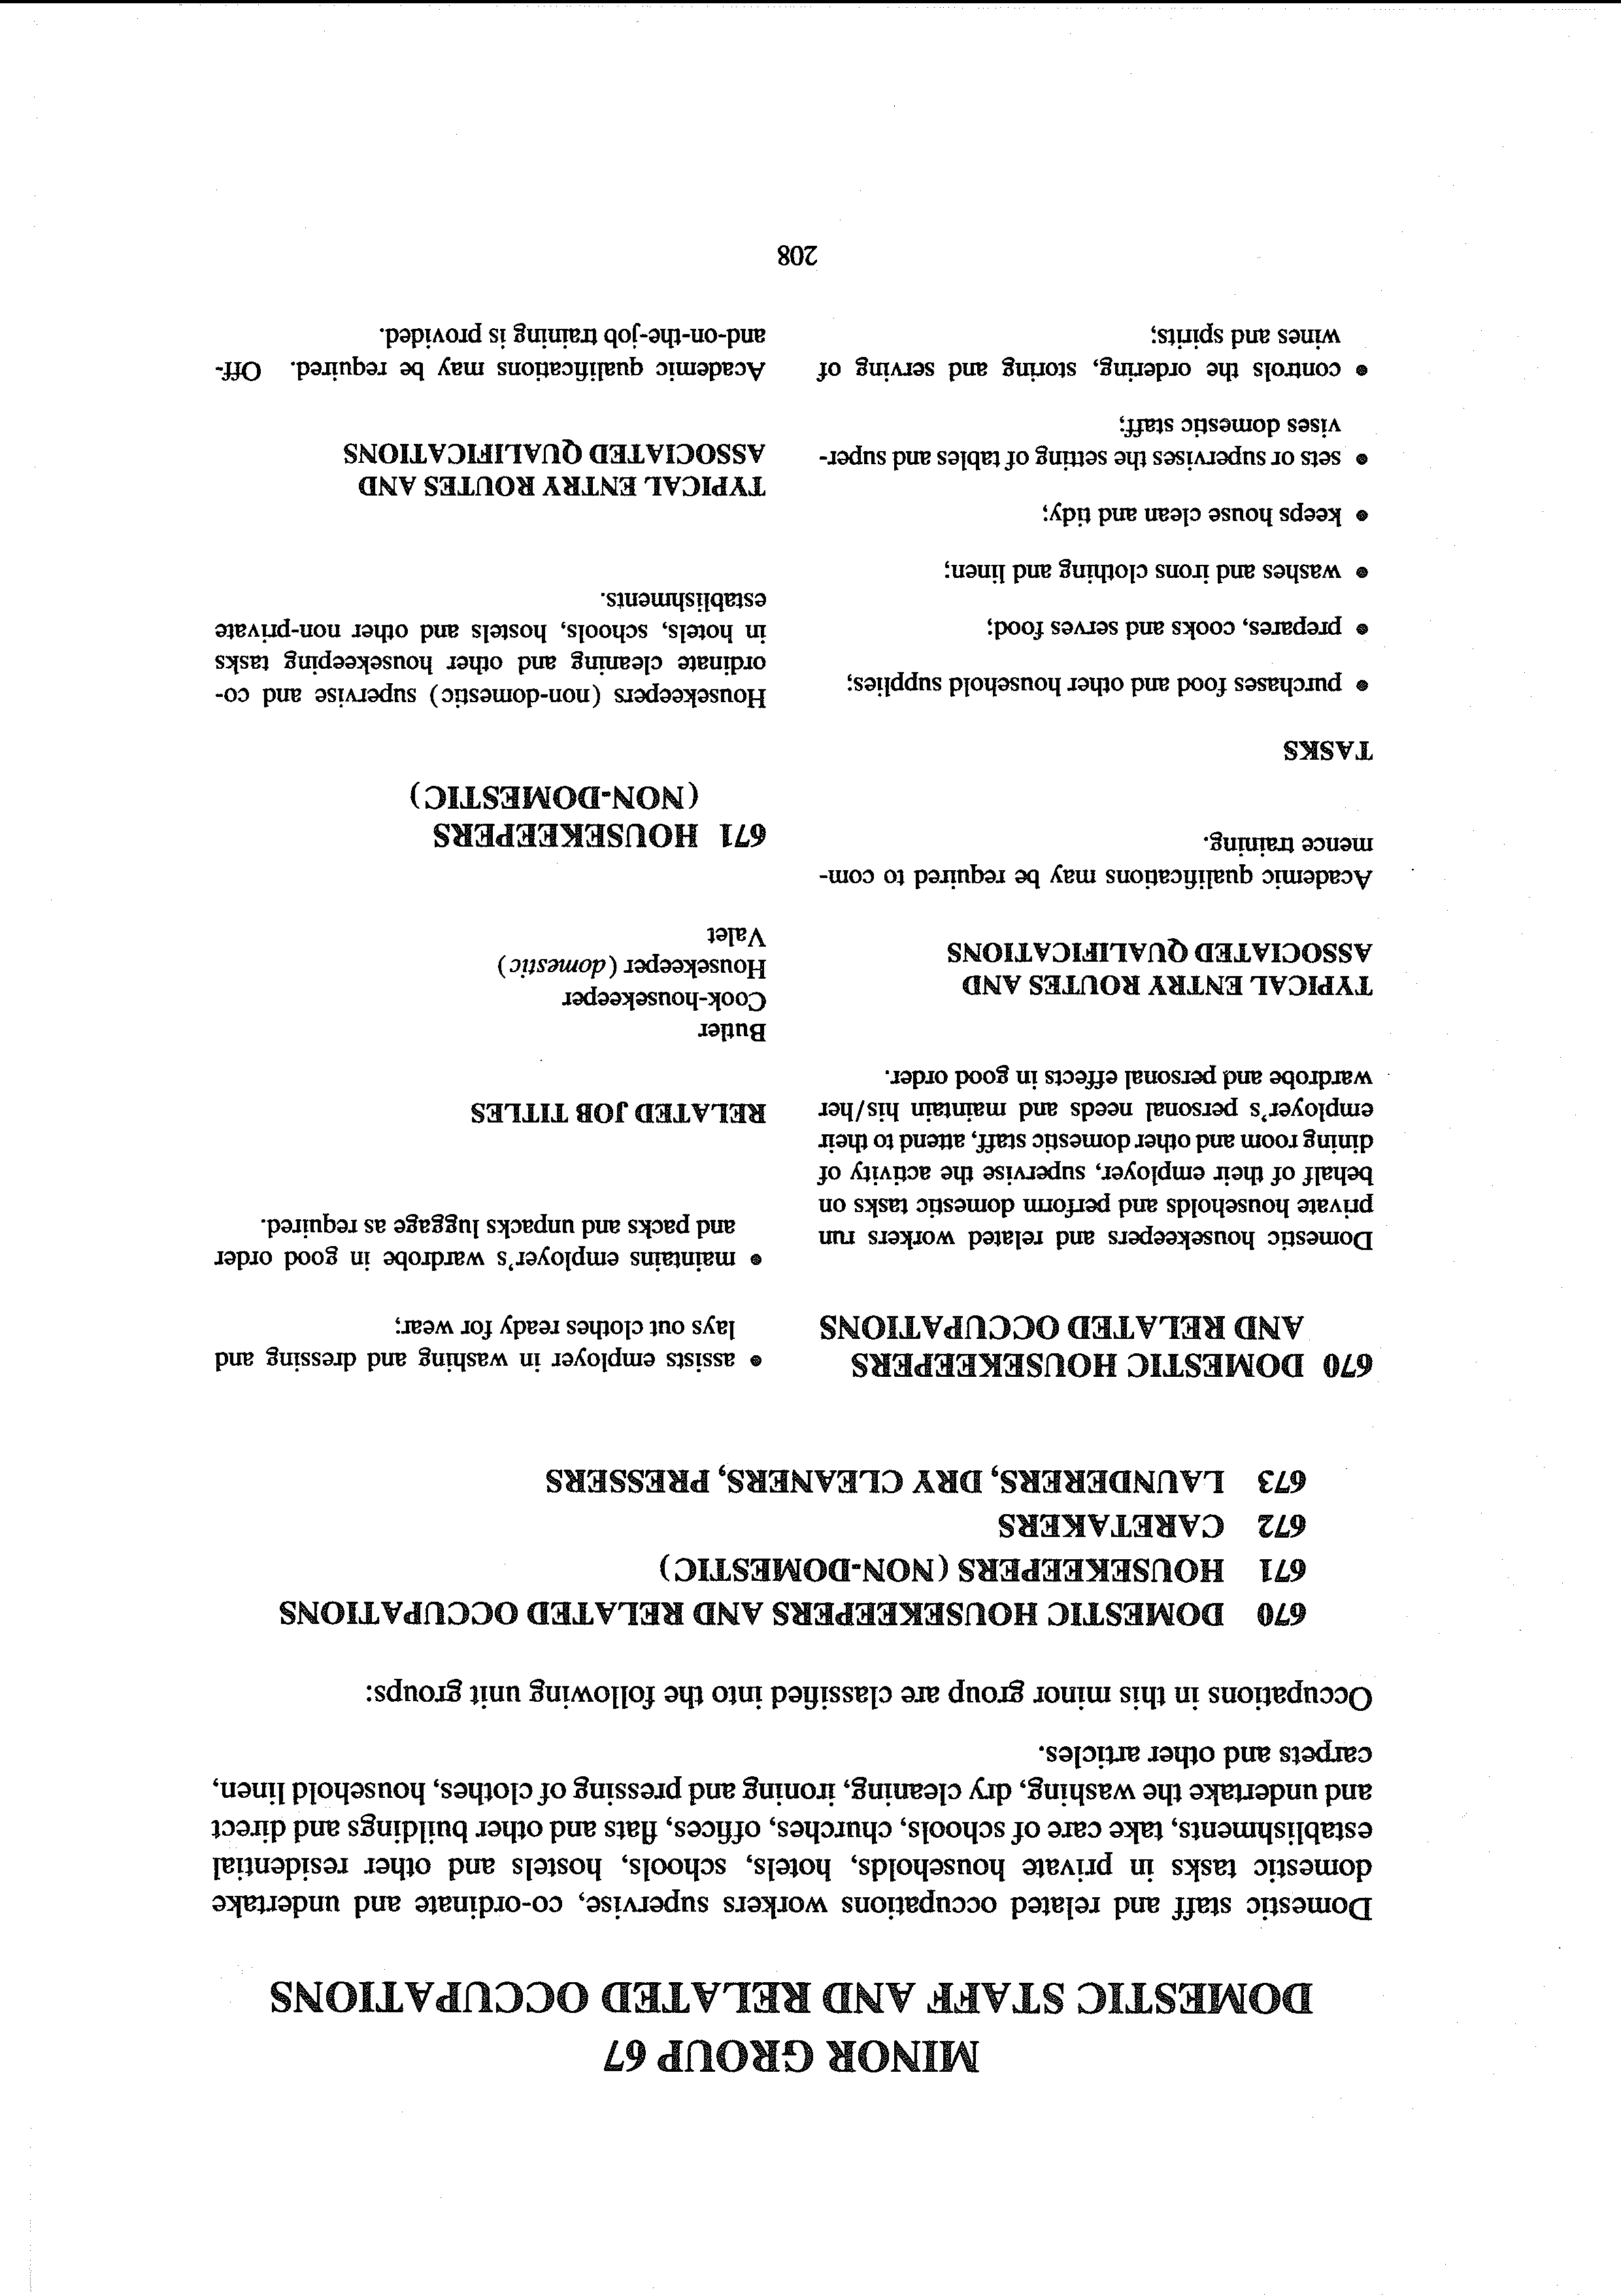 MINOR GROUP 67
DOMESTIC STAFF AND RELATED OCCUPATIONS
Domestic staff and related occupations workers supervise, co-ordinate and undertake
domestic tasks in private households, hotels, schools, hostels and other residential
establishments, take care of schools, churches, offices, flats and other buildings and direct
and undertake the washing, dry cleaning, ironing and pressing of clothes, household linen,
carpets and other articles.
Occupations in this minor group are classified into the following unit groups:
670 DOMESTIC HOUSEKEEPERS AND RELATED OCCUPATIONS
671 HOUSEKEEPERS (NON-DOMESTIC)
672 CARETAKERS
673 LAUNDERERS, DRY CLEANERS, PRESSERS
670 DOMESTIC HOUSEKEEPERS
AND RELATED OCCUPATIONS
Domestic housekeepers and related workers run
private households and perform domestic tasks on
behalf of their employer, supervise the activity of
dining room and other domestic staff, attend to their
employer's personal needs and maintain his/her
wardrobe and personal effects in good order.
TYPICAL ENTRY ROUTES AND
ASSOCIATED QUALIFICATIONS
Academic qualifications may be required to com-
mence training.
TASKS
• purchases food and other household supplies;
• prepares, cooks and serves food;
• washes and irons clothing and linen;
• keeps house clean and tidy;
• sets or supervises the setting of tables and super-
vises domestic staff;
• controls the ordering, storing and serving of
wines and spirits;
• assists employer in washing and dressing and
lays out clothes ready for wear;
• maintains employer's wardrobe in good order
and packs and unpacks luggage as required.
RELATED JOB TITLES
Butler
Cook-housekeeper
Housekeeper (domestic)
Valet
671 HOUSEKEEPERS
(NON-DOMESTIC)
Housekeepers (non-domestic) supervise and co-
ordinate cleaning and other housekeeping tasks
in hotels, schools, hostels and other non-private
establishments.
TYPICAL ENTRY ROUTES AND
ASSOCIATED QUALIFICATIONS
Academic qualifications may be required. Off-
and-on-the-job training is provided.
208